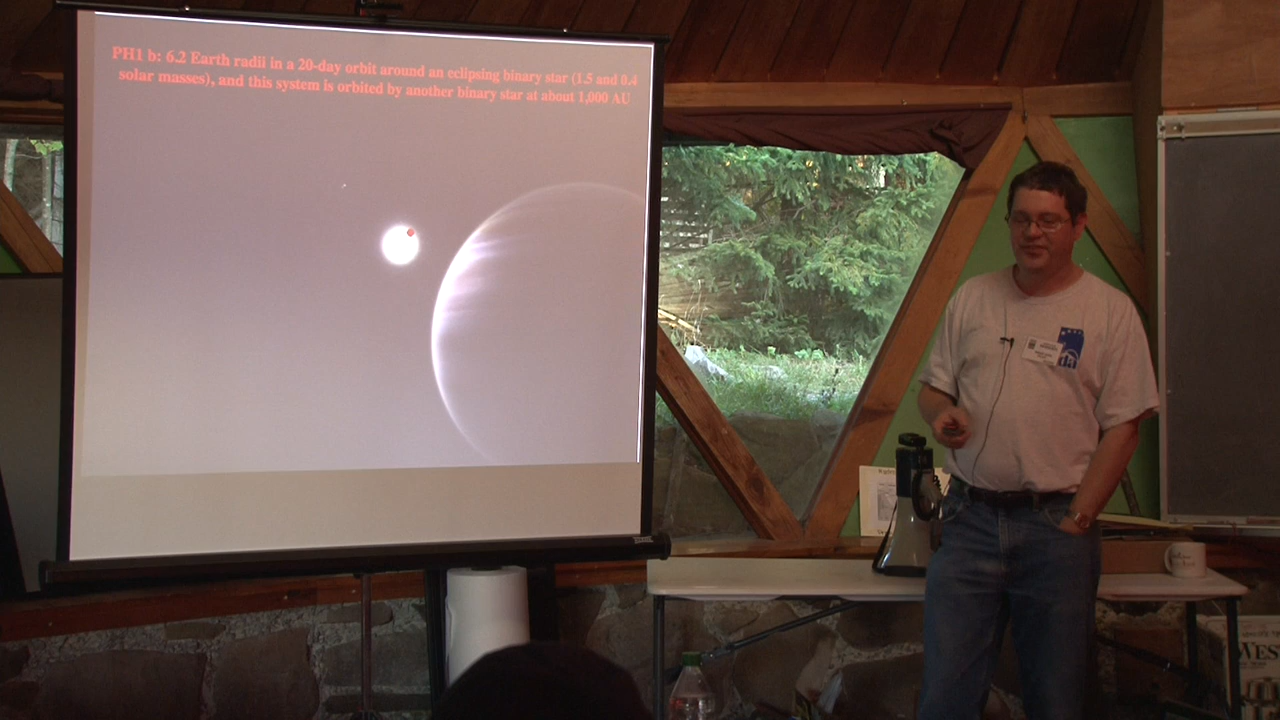 PH1 b: 6.2 Earth radii in a 20-day orbit around an eclipsing binary star (1.5 and 0.4
solar masses), and this system is orbited by another binary star at about 1,000 AU
WES